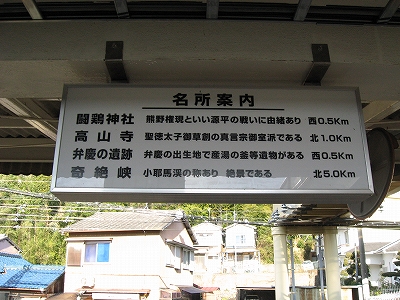 名所案内
闘鶏神社 熊野権現といい源平の戦いに由緒あり 西0.5Km
高山寺 聖徳太子御草創の真言宗御室派である 北1.0Km
弁慶の遺跡 弁慶の出生地で産湯の釜等遺物がある 西0.5Km
奇絶峡 小耶馬渓の称あり 絶景である 北5.0Km